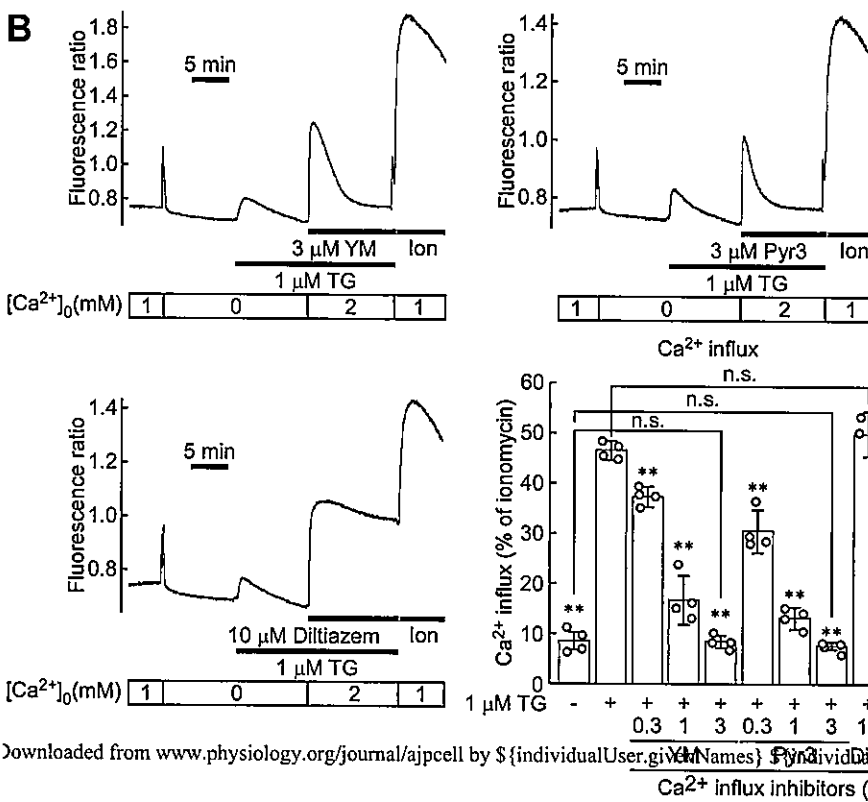 B
1.8
1.6
1.4
1.2
1.0
0.8
Fluorescence ratio
5 min
3 μM YM
Ion
1 μM TG
[Ca²⁺]₀(mM)
1
0
2
1
1.4
1.2
1.0
0.8
Fluorescence ratio
5 min
3 μM Pyr3
Ion
1 μM TG
1
0
2
1
1.4
1.2
1.0
0.8
Fluorescence ratio
5 min
10 μM Diltiazem
Ion
1 μM TG
[Ca²⁺]₀(mM)
1
0
2
1
Ca²⁺ influx
n.s.
n.s.
n.s.
60
50
40
30
20
10
0
Ca²⁺ influx (% of ionomycin)
**
**
**
**
**
**
**
1 μM TG - + + + + + + +
0.3 1 3 0.3 1 3 1
YM Pyr3 Di
Downloaded from www.physiology.org/journal/ajpcell by ${individualUser.givenNames} ${individua
Ca²⁺ influx inhibitors (